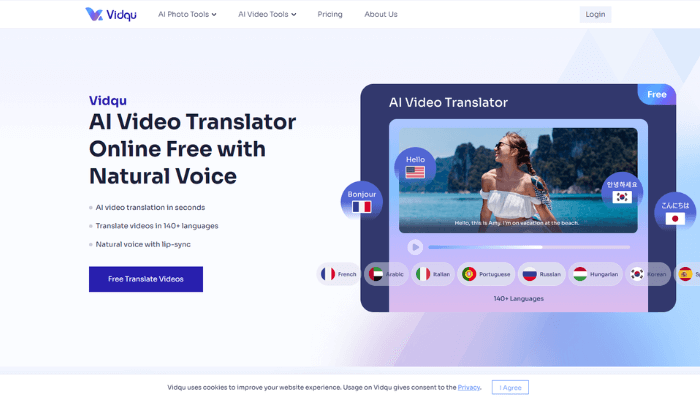 Vidqu
AI Photo Tools
AI Video Tools
Pricing
About Us
Login
Vidqu
AI Video Translator
Online Free with
Natural Voice
AI video translation in seconds
Translate videos in 140+ languages
Natural voice with lip-sync
Free Translate Videos
Free
AI Video Translator
Hello
Bonjour
안녕하세요
こんにちは
Hello, this is Amy. I'm on vacation at the beach.
French
Arabic
Italian
Portuguese
Russian
Hungarian
Korean
S
140+ Languages
Vidqu uses cookies to improve your website experience. Usage on Vidqu gives consent to the Privacy.
I Agree